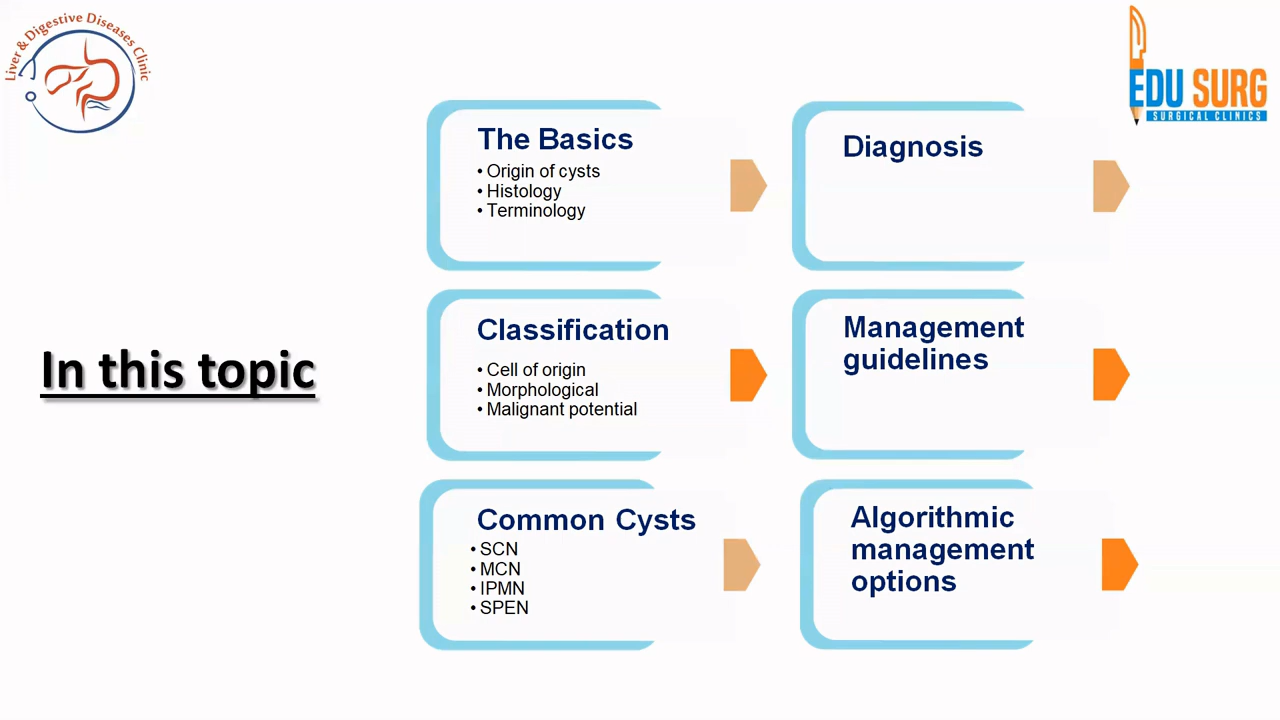 Liver & Digestive Diseases Clinic
EDU SURG
SURGICAL CLINICS
In this topic
The Basics
• Origin of cysts
• Histology
• Terminology
Diagnosis
Classification
• Cell of origin
• Morphological
• Malignant potential
Management
guidelines
Common Cysts
• SCN
• MCN
• IPMN
• SPEN
Algorithmic
management
options